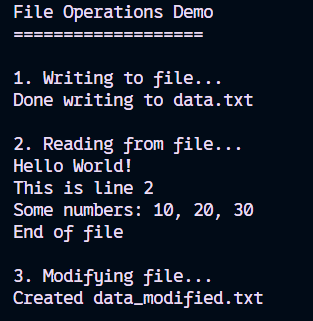 File Operations Demo
===================
1. Writing to file...
Done writing to data.txt
2. Reading from file...
Hello World!
This is line 2
Some numbers: 10, 20, 30
End of file
3. Modifying file...
Created data_modified.txt